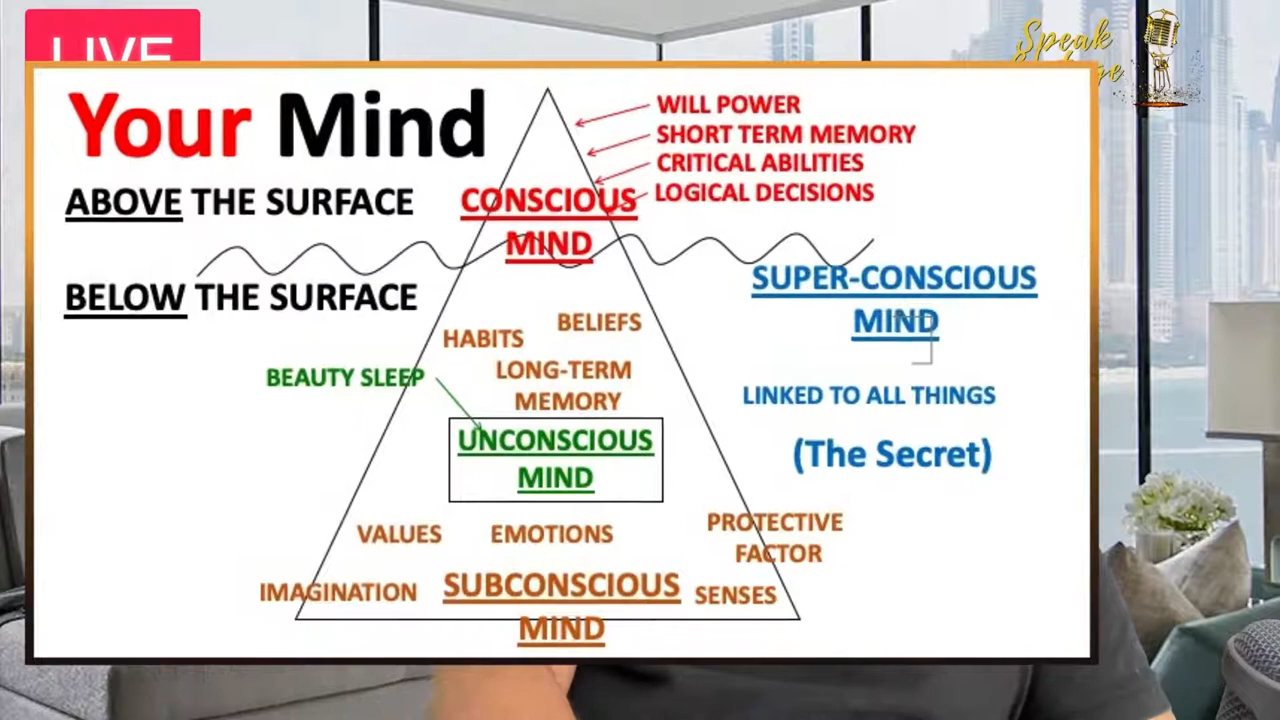 LIVE
Speak
Your Mind
WILL POWER
SHORT TERM MEMORY
CRITICAL ABILITIES
LOGICAL DECISIONS
ABOVE THE SURFACE
CONSCIOUS
MIND
BELOW THE SURFACE
SUPER-CONSCIOUS
MIND
HABITS
BELIEFS
BEAUTY SLEEP
LONG-TERM
MEMORY
LINKED TO ALL THINGS
UNCONSCIOUS
MIND
(The Secret)
VALUES
EMOTIONS
PROTECTIVE
FACTOR
IMAGINATION
SUBCONSCIOUS
MIND
SENSES